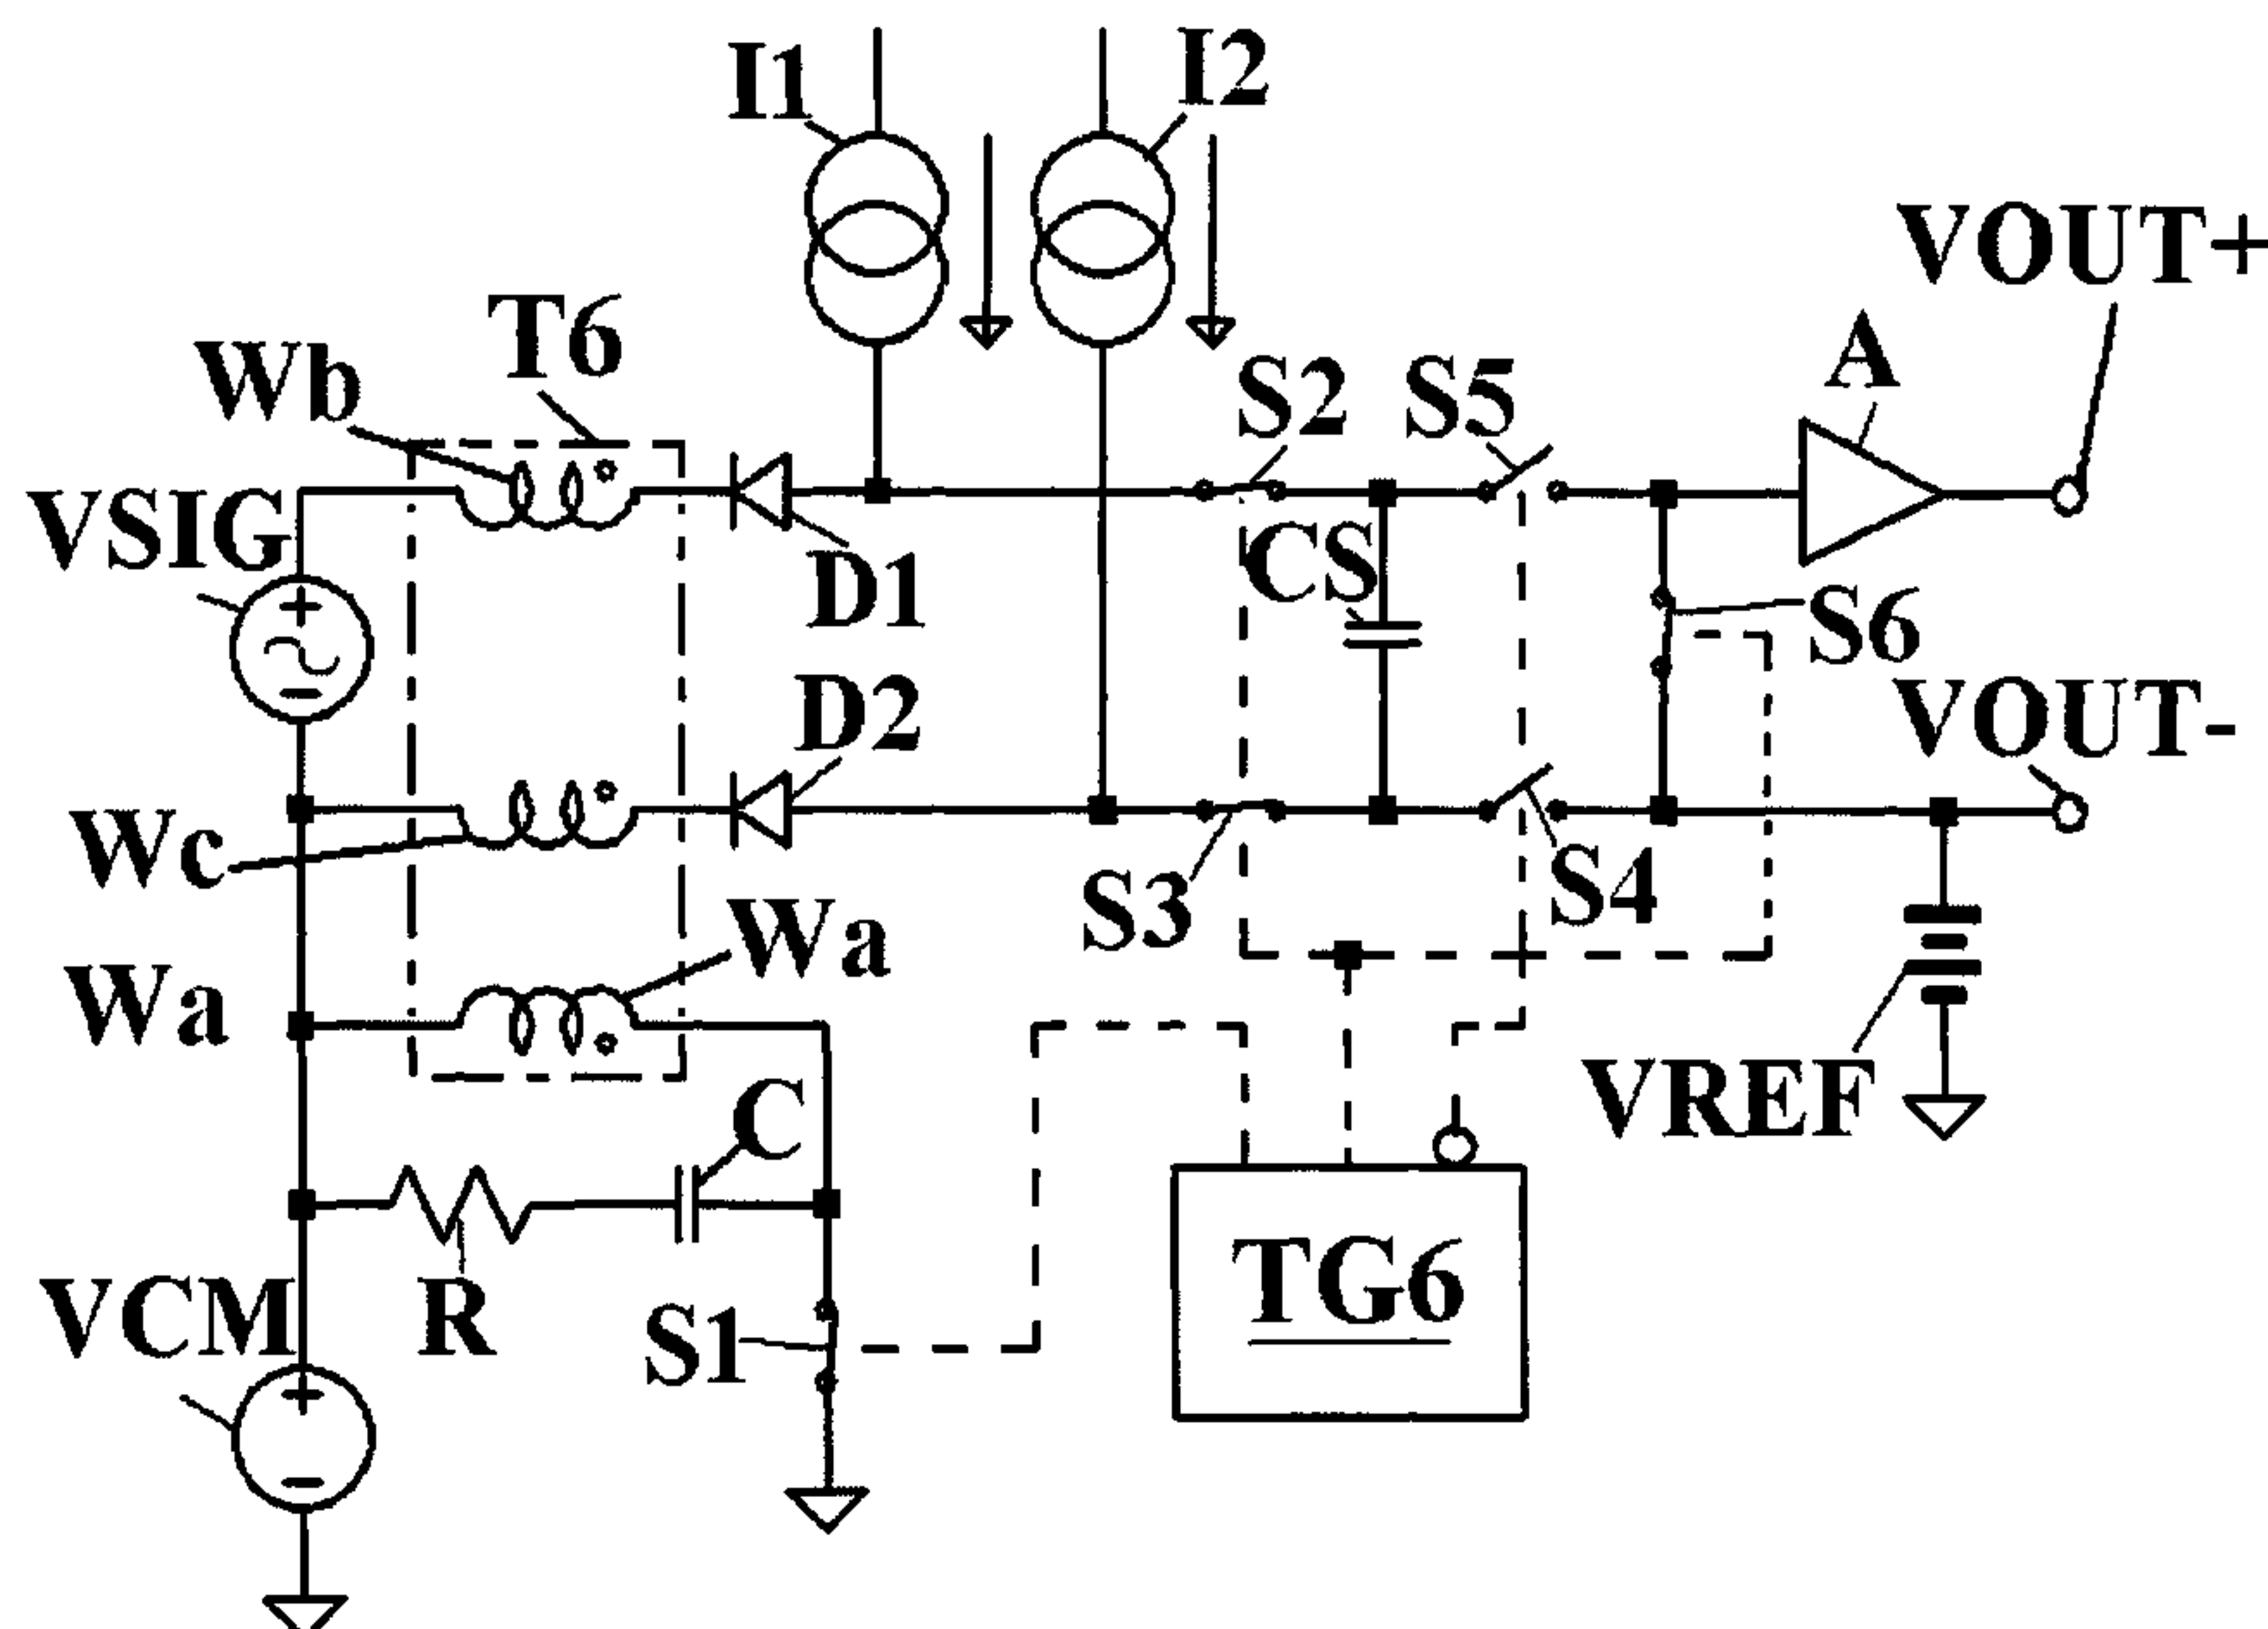 I1
I2
VOUT+
T6
A
Wb
S2
S5
VSIG
CS
D1
S6
D2
VOUT-
Wc
S3
S4
Wa
Wa
C
VREF
TG6
VCM
R
S1
+
−
+
−